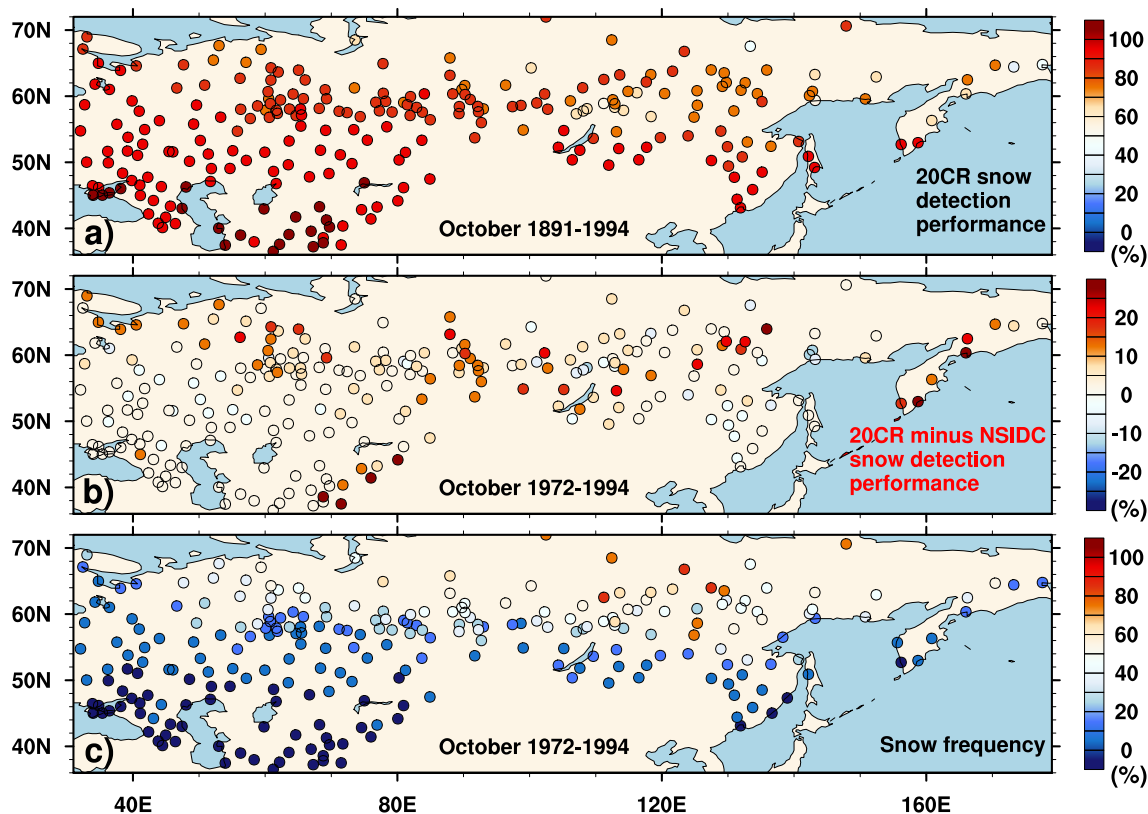 70N
60N
50N
40N
a)
October 1891-1994
20CR snow
detection
performance
100
80
60
40
20
0
(%)
70N
60N
50N
40N
b)
October 1972-1994
20CR minus NSIDC
snow detection
performance
20
10
0
-10
-20
(%)
70N
60N
50N
40N
c)
October 1972-1994
Snow frequency
100
80
60
40
20
0
(%)
40E
80E
120E
160E